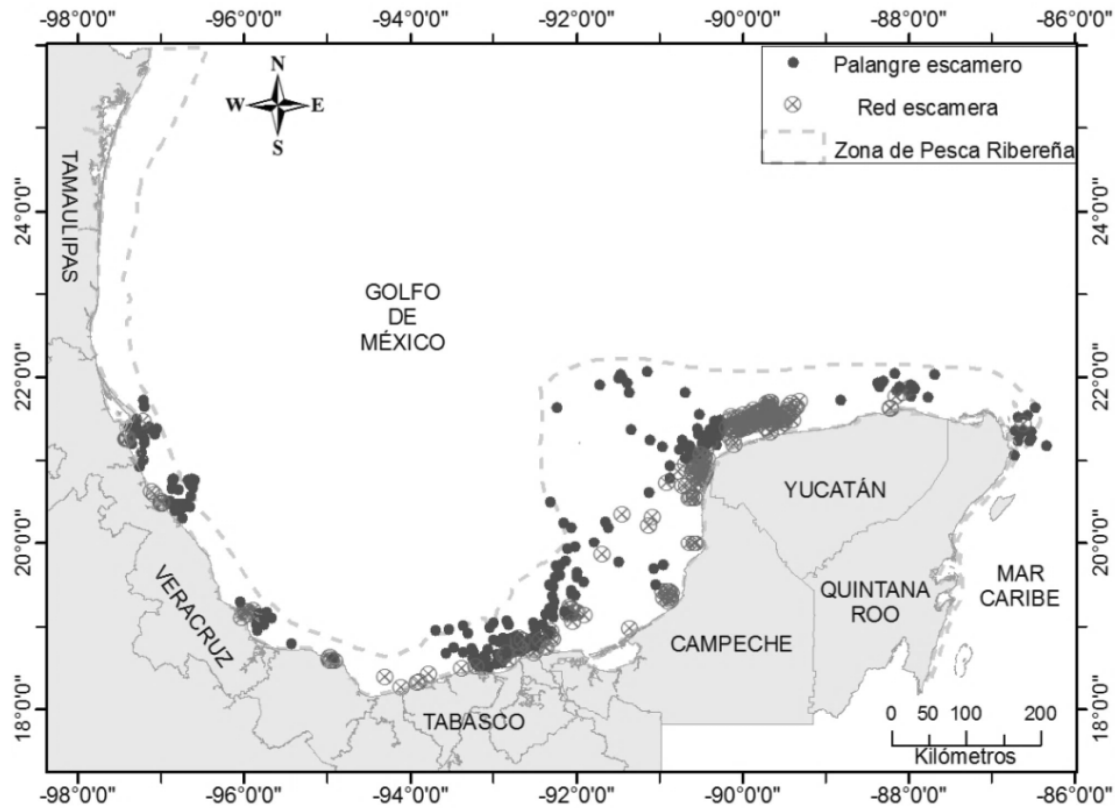 -98°0'0" -96°0'0" -94°0'0" -92°0'0" -90°0'0" -88°0'0" -86°0'0"
N
W E
S
Palangre escamero
Red escamera
Zona de Pesca Ribereña
TAMAULIPAS
24°0'0" 24°0'0"
GOLFO
DE
MÉXICO
22°0'0" 22°0'0"
YUCATÁN
20°0'0" 20°0'0"
VERACRUZ
QUINTANA
ROO
MAR
CARIBE
CAMPECHE
TABASCO
18°0'0" 18°0'0"
0 50 100 200
Kilómetros
-98°0'0" -96°0'0" -94°0'0" -92°0'0" -90°0'0" -88°0'0" -86°0'0"